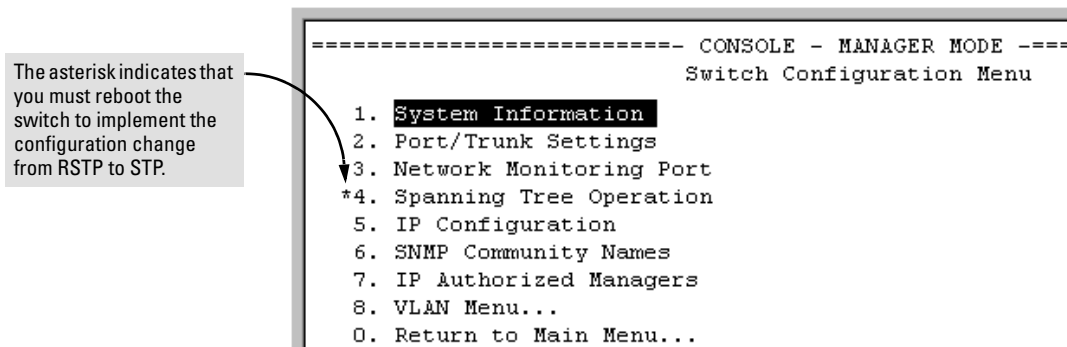 The asterisk indicates that
you must reboot the
switch to implement the
configuration change
from RSTP to STP.
==========================- CONSOLE - MANAGER MODE -===
Switch Configuration Menu
1. System Information
2. Port/Trunk Settings
3. Network Monitoring Port
*4. Spanning Tree Operation
5. IP Configuration
6. SNMP Community Names
7. IP Authorized Managers
8. VLAN Menu...
0. Return to Main Menu...